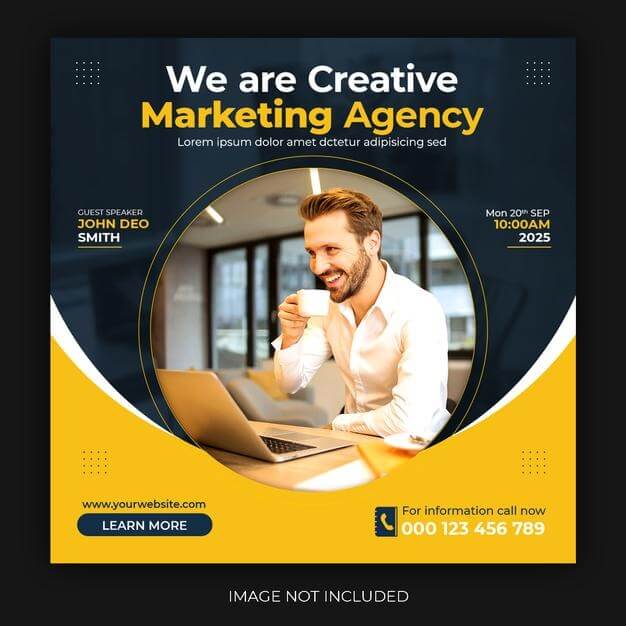 We are Creative
Marketing Agency
Lorem ipsum dolor amet dctetur adipisicing sed
GUEST SPEAKER
JOHN DEO
SMITH
Mon 20th SEP
10:00AM
2025
www.yourwebsite.com
LEARN MORE
For information call now
000 123 456 789
IMAGE NOT INCLUDED